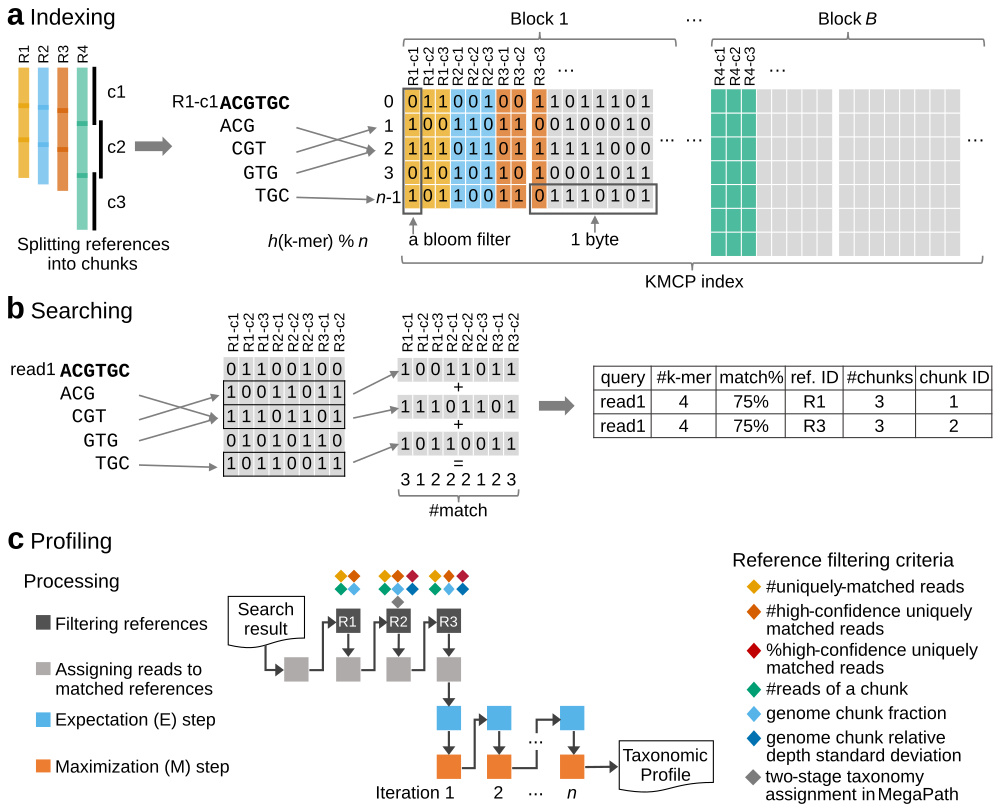 a Indexing
Block 1 ... Block B
R1 R2 R3 R4
R1-c1 R1-c2 R1-c3 R2-c1 R2-c2 R2-c3 R3-c1 R3-c2 R3-c3 ...
R4-c1 R4-c2 R4-c3 ...
c1
c2
c3
Splitting references
into chunks
R1-c1 ACGTGC
ACG
CGT
GTG
TGC
h(k-mer) % n
0 0 1 1 0 0 1 0 0 1 1 0 1 1 1 0 1
1 1 0 0 1 1 0 1 1 0 0 1 0 0 0 1 0
2 1 1 1 0 1 1 0 1 1 1 1 1 0 0 0 0
3 0 1 0 1 0 1 1 0 1 0 0 0 1 0 1 1
n-1 1 0 1 1 0 0 1 1 0 1 1 1 0 1 0 1
... ... ...
a bloom filter
1 byte
KMCP index
b Searching
R1-c1 R1-c2 R1-c3 R2-c1 R2-c2 R2-c3 R3-c1 R3-c2
read1 ACGTGC
ACG
CGT
GTG
TGC
0 1 1 0 0 1 0 0
1 0 0 1 1 0 1 1
1 1 1 0 1 1 0 1
0 1 0 1 0 1 1 0
1 0 1 1 0 0 1 1
R1-c1 R1-c2 R1-c3 R2-c1 R2-c2 R2-c3 R3-c1 R3-c2
1 0 0 1 1 0 1 1
+
1 1 1 0 1 1 0 1
+
1 0 1 1 0 0 1 1
=
3 1 2 2 2 1 2 3
#match
query #k-mer match% ref. ID #chunks chunk ID
read1 4 75% R1 3 1
read1 4 75% R3 3 2
c Profiling
Processing
Filtering references
Assigning reads to
matched references
Expectation (E) step
Maximization (M) step
Search
result
R1 R2 R3
...
...
Taxonomic
Profile
Iteration 1 2 ... n
Reference filtering criteria
#uniquely-matched reads
#high-confidence uniquely
matched reads
%high-confidence uniquely
matched reads
#reads of a chunk
genome chunk fraction
genome chunk relative
depth standard deviation
two-stage taxonomy
assignment in MegaPath